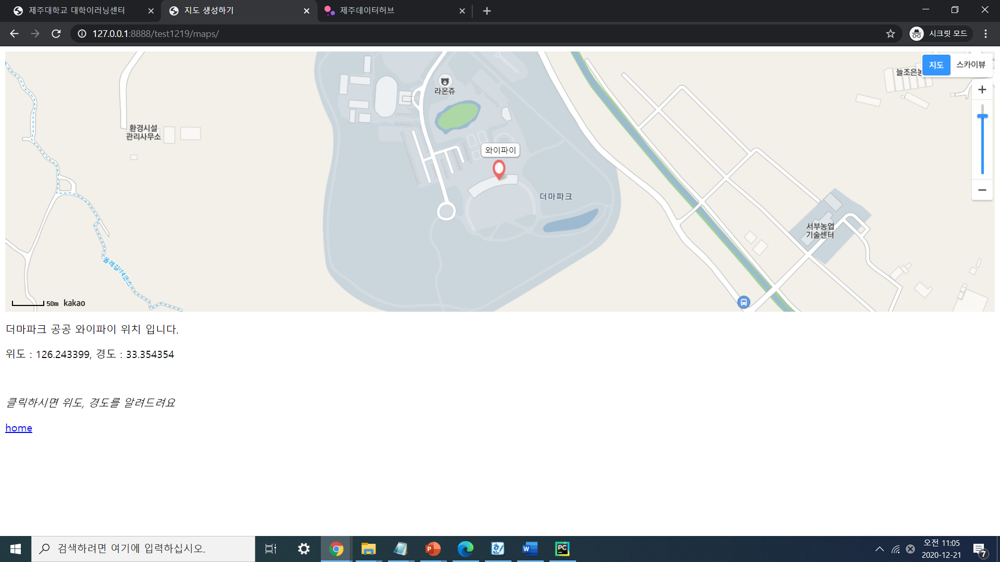 제주대학교 대학이러닝센터
지도 생성하기
제주데이터허브
127.0.0.1:8888/test1219/maps/
시크릿 모드
지도
스카이뷰
라온쥬
환경시설
관리사무소
와이파이
더마파크
서부농업
기술센터
올레길-14코스
50m kakao
더마파크 공공 와이파이 위치 입니다.
위도 : 126.243399, 경도 : 33.354354
클릭하시면 위도, 경도를 알려드려요
home
검색하려면 여기에 입력하십시오.
오전 11:05
2020-12-21
7